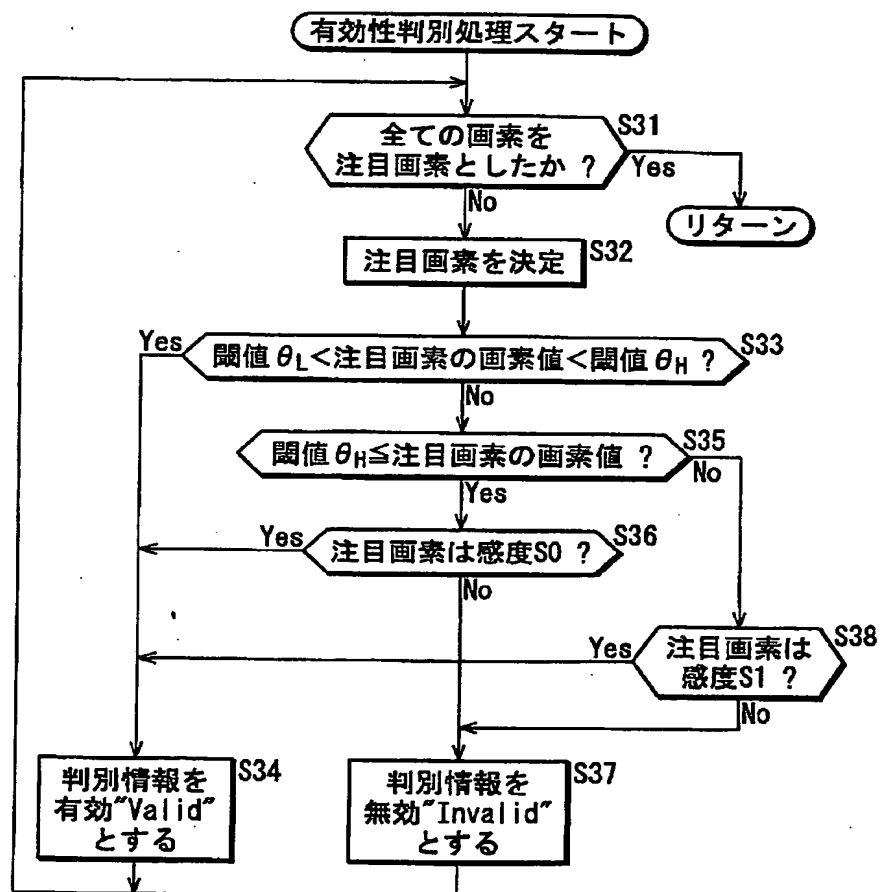 有効性判別処理スタート
全ての画素を
注目画素としたか ?
S31
Yes
No
リターン
注目画素を決定
S32
Yes
閾値θL<注目画素の画素値<閾値θH ?
S33
No
閾値θH≦注目画素の画素値 ?
S35
No
Yes
Yes
注目画素は感度S0 ?
S36
No
Yes
注目画素は
感度S1 ?
S38
No
判別情報を
有効"Valid"
とする
S34
判別情報を
無効"Invalid"
とする
S37